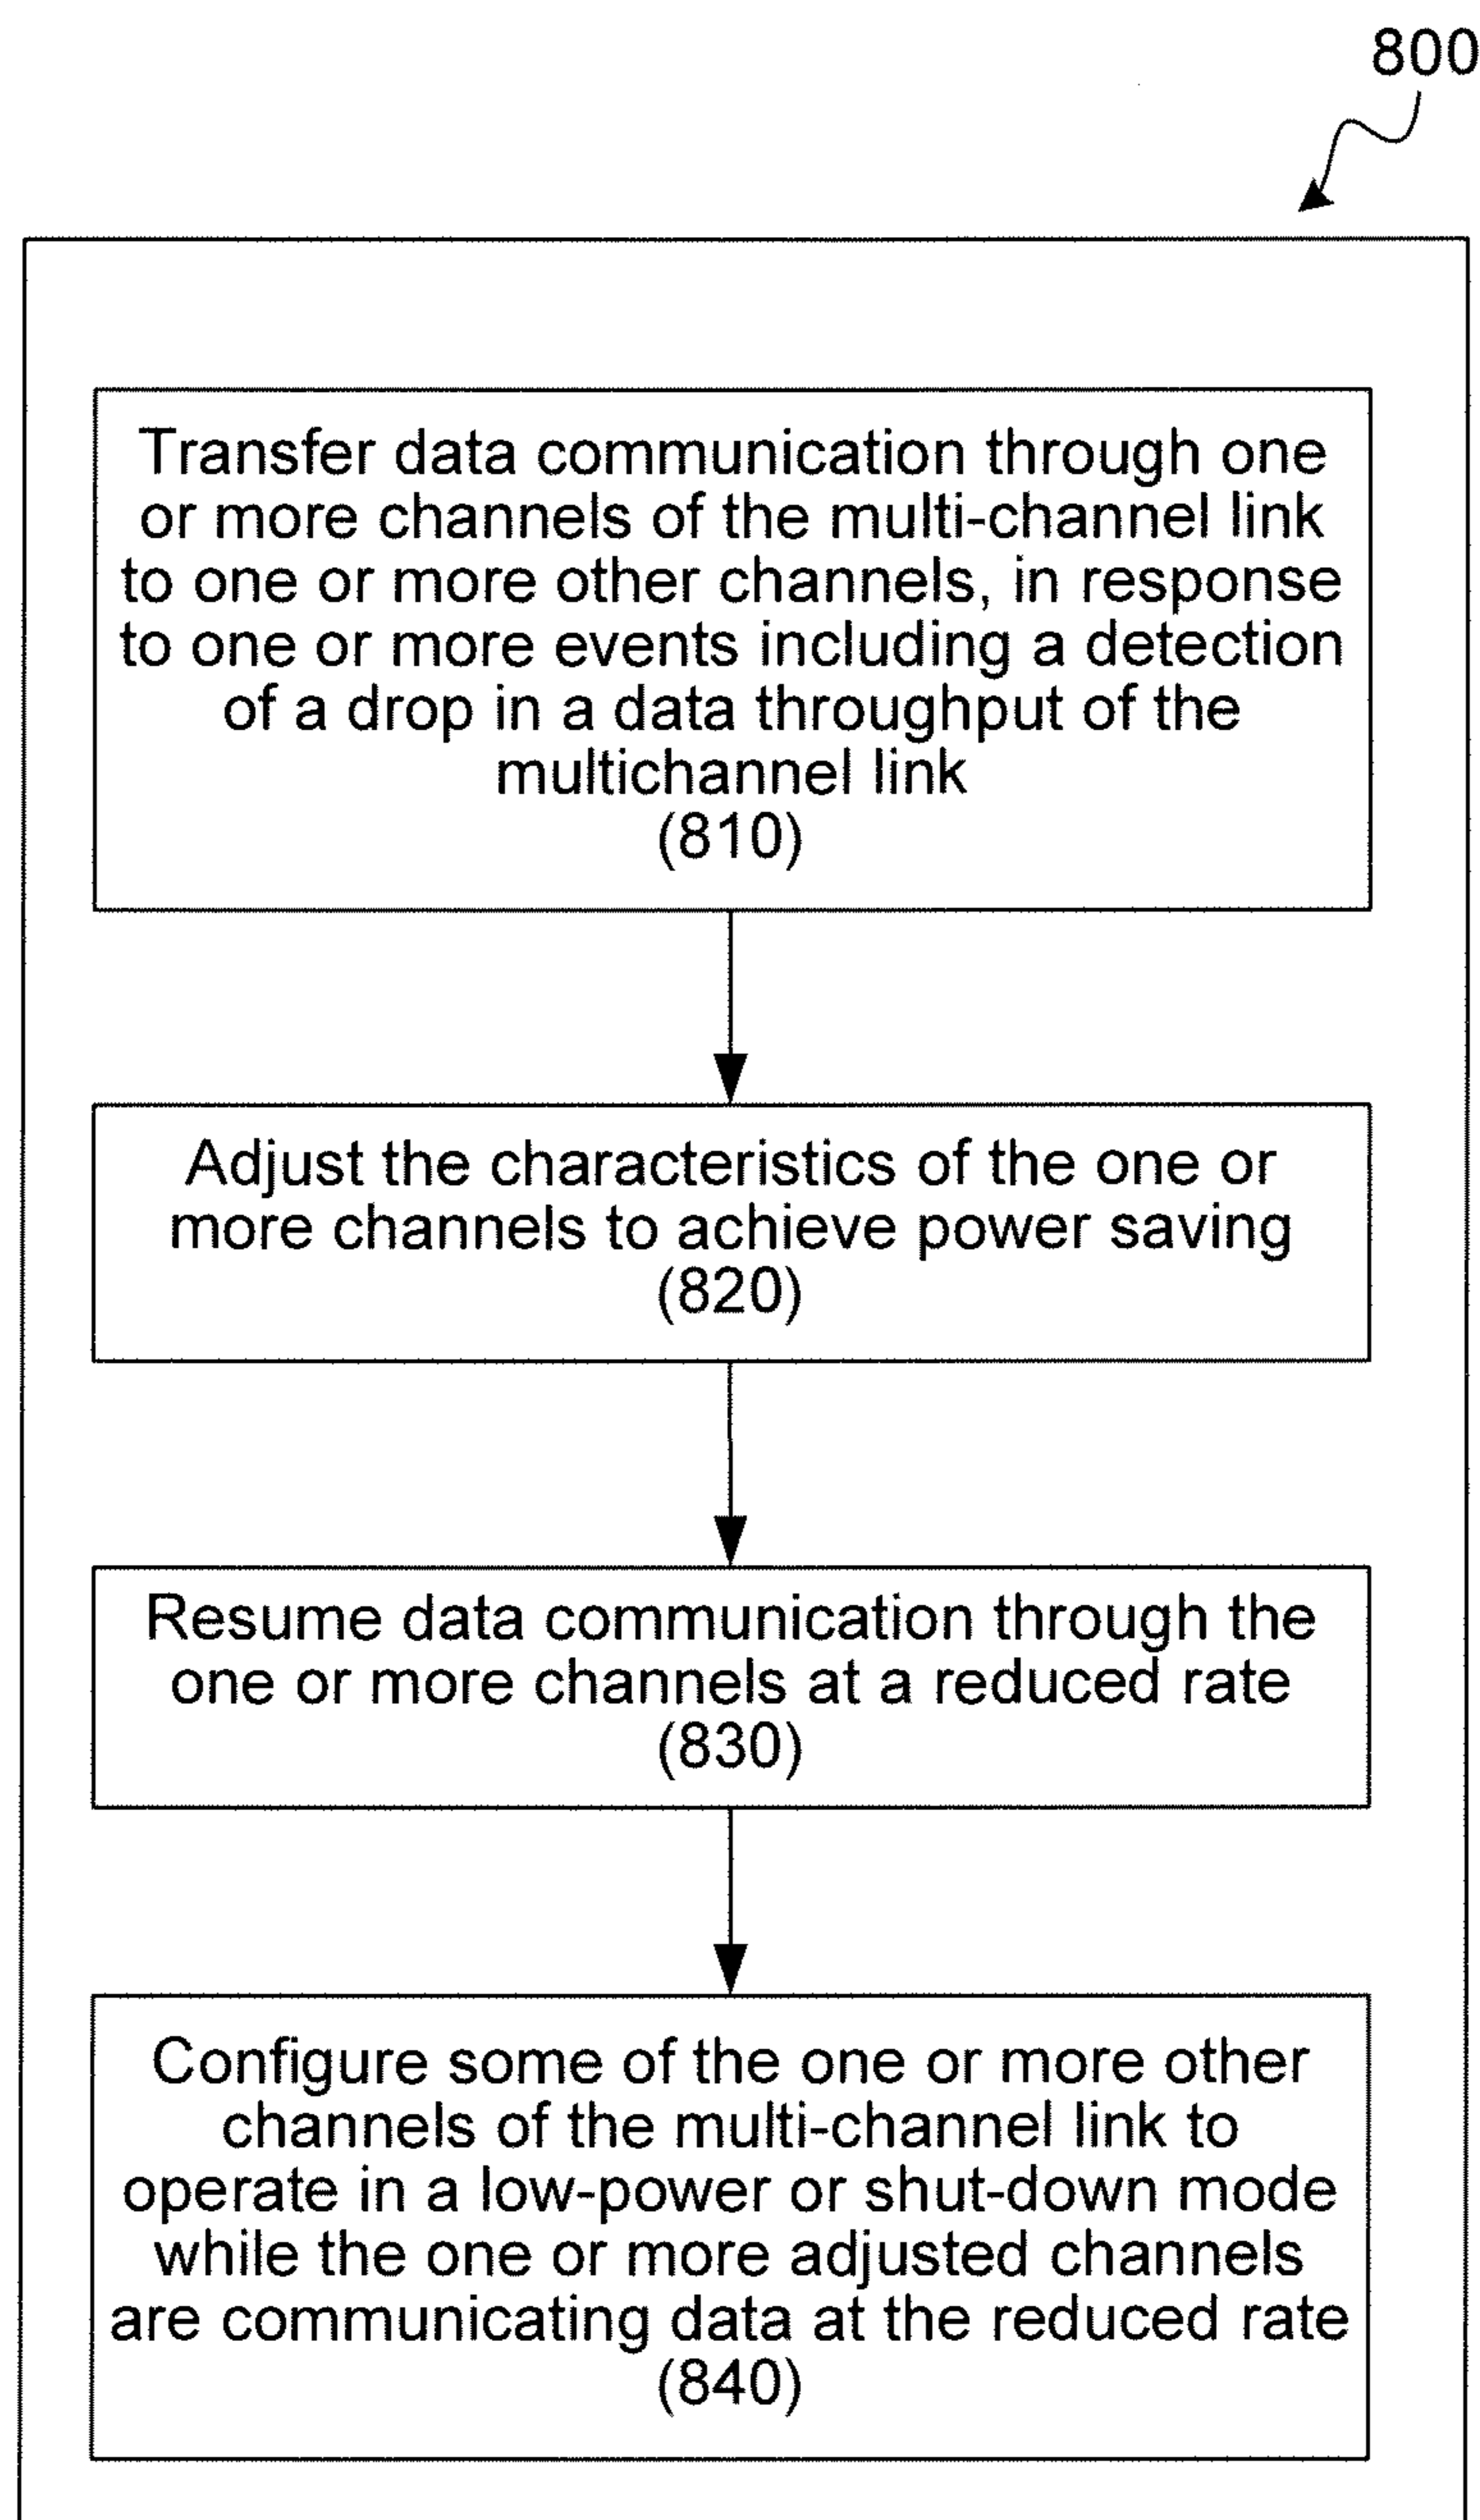 800
Transfer data communication through one
or more channels of the multi-channel link
to one or more other channels, in response
to one or more events including a detection
of a drop in a data throughput of the
multichannel link
(810)
Adjust the characteristics of the one or
more channels to achieve power saving
(820)
Resume data communication through the
one or more channels at a reduced rate
(830)
Configure some of the one or more other
channels of the multi-channel link to
operate in a low-power or shut-down mode
while the one or more adjusted channels
are communicating data at the reduced rate
(840)